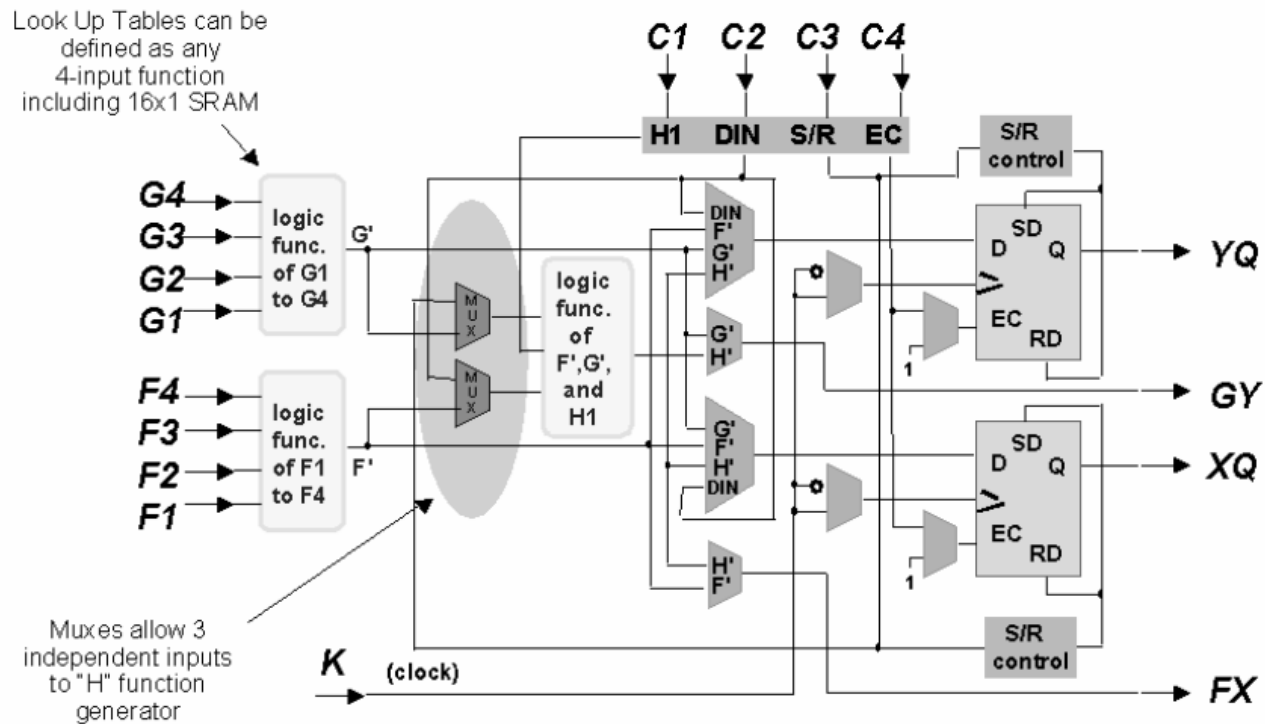 Look Up Tables can be
defined as any
4-input function
including 16x1 SRAM
C1 C2 C3 C4
H1 DIN S/R EC
S/R
control
G4
G3
G2
G1
logic
func.
of G1
to G4
G'
F4
F3
F2
F1
logic
func.
of F1
to F4
F'
MUX
MUX
logic
func.
of
F',G',
and
H1
DIN
F'
G'
H'
G'
H'
G'
F'
H'
DIN
H'
F'
1
SD
D Q
EC
RD
YQ
GY
1
SD
D Q
EC
RD
XQ
S/R
control
FX
Muxes allow 3
independent inputs
to "H" function
generator
K (clock)